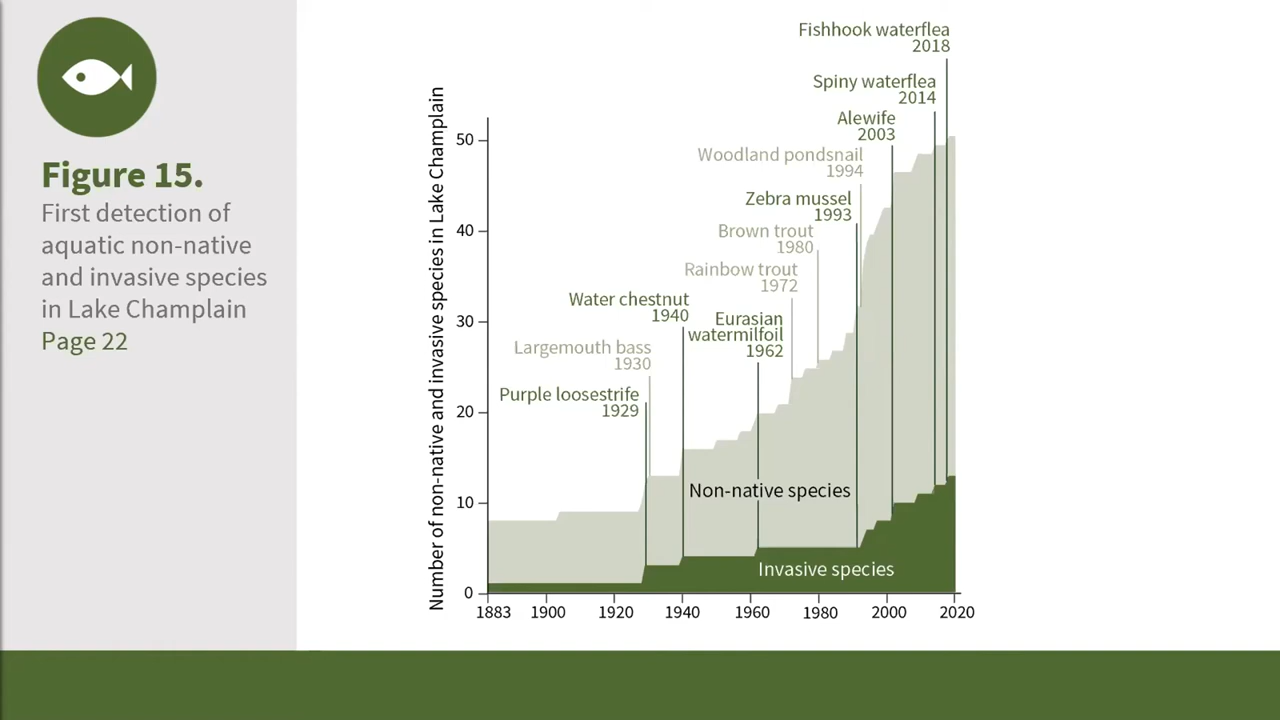 Figure 15.
First detection of
aquatic non-native
and invasive species
in Lake Champlain
Page 22
Number of non-native and invasive species in Lake Champlain
50
40
30
20
10
0
1883
1900
1920
1940
1960
1980
2000
2020
Purple loosestrife
1929
Largemouth bass
1930
Water chestnut
1940
Eurasian
watermilfoil
1962
Rainbow trout
1972
Brown trout
1980
Zebra mussel
1993
Woodland pondsnail
1994
Alewife
2003
Spiny waterflea
2014
Fishhook waterflea
2018
Non-native species
Invasive species